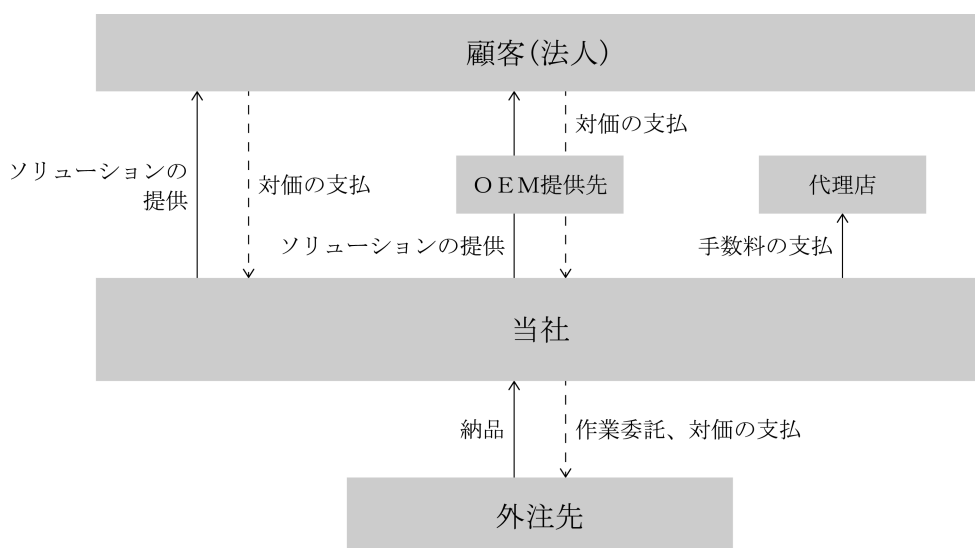 顧客(法人)
対価の支払
ソリューションの
提供
対価の支払
ＯＥＭ提供先
代理店
ソリューションの提供
手数料の支払
当社
納品
作業委託、対価の支払
外注先